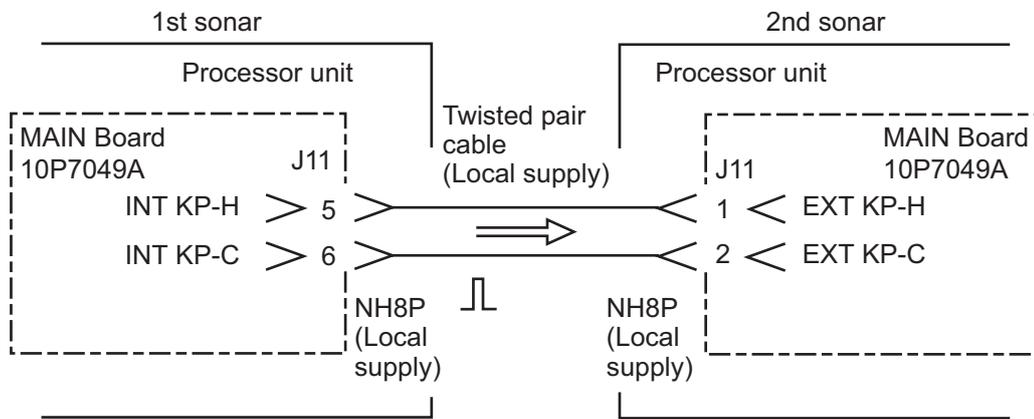 1st sonar
2nd sonar
Processor unit
Processor unit
Twisted pair
cable
(Local supply)
MAIN Board
10P7049A
J11
J11
MAIN Board
10P7049A
INT KP-H
5
1
EXT KP-H
INT KP-C
6
2
EXT KP-C
NH8P
(Local
supply)
NH8P
(Local
supply)